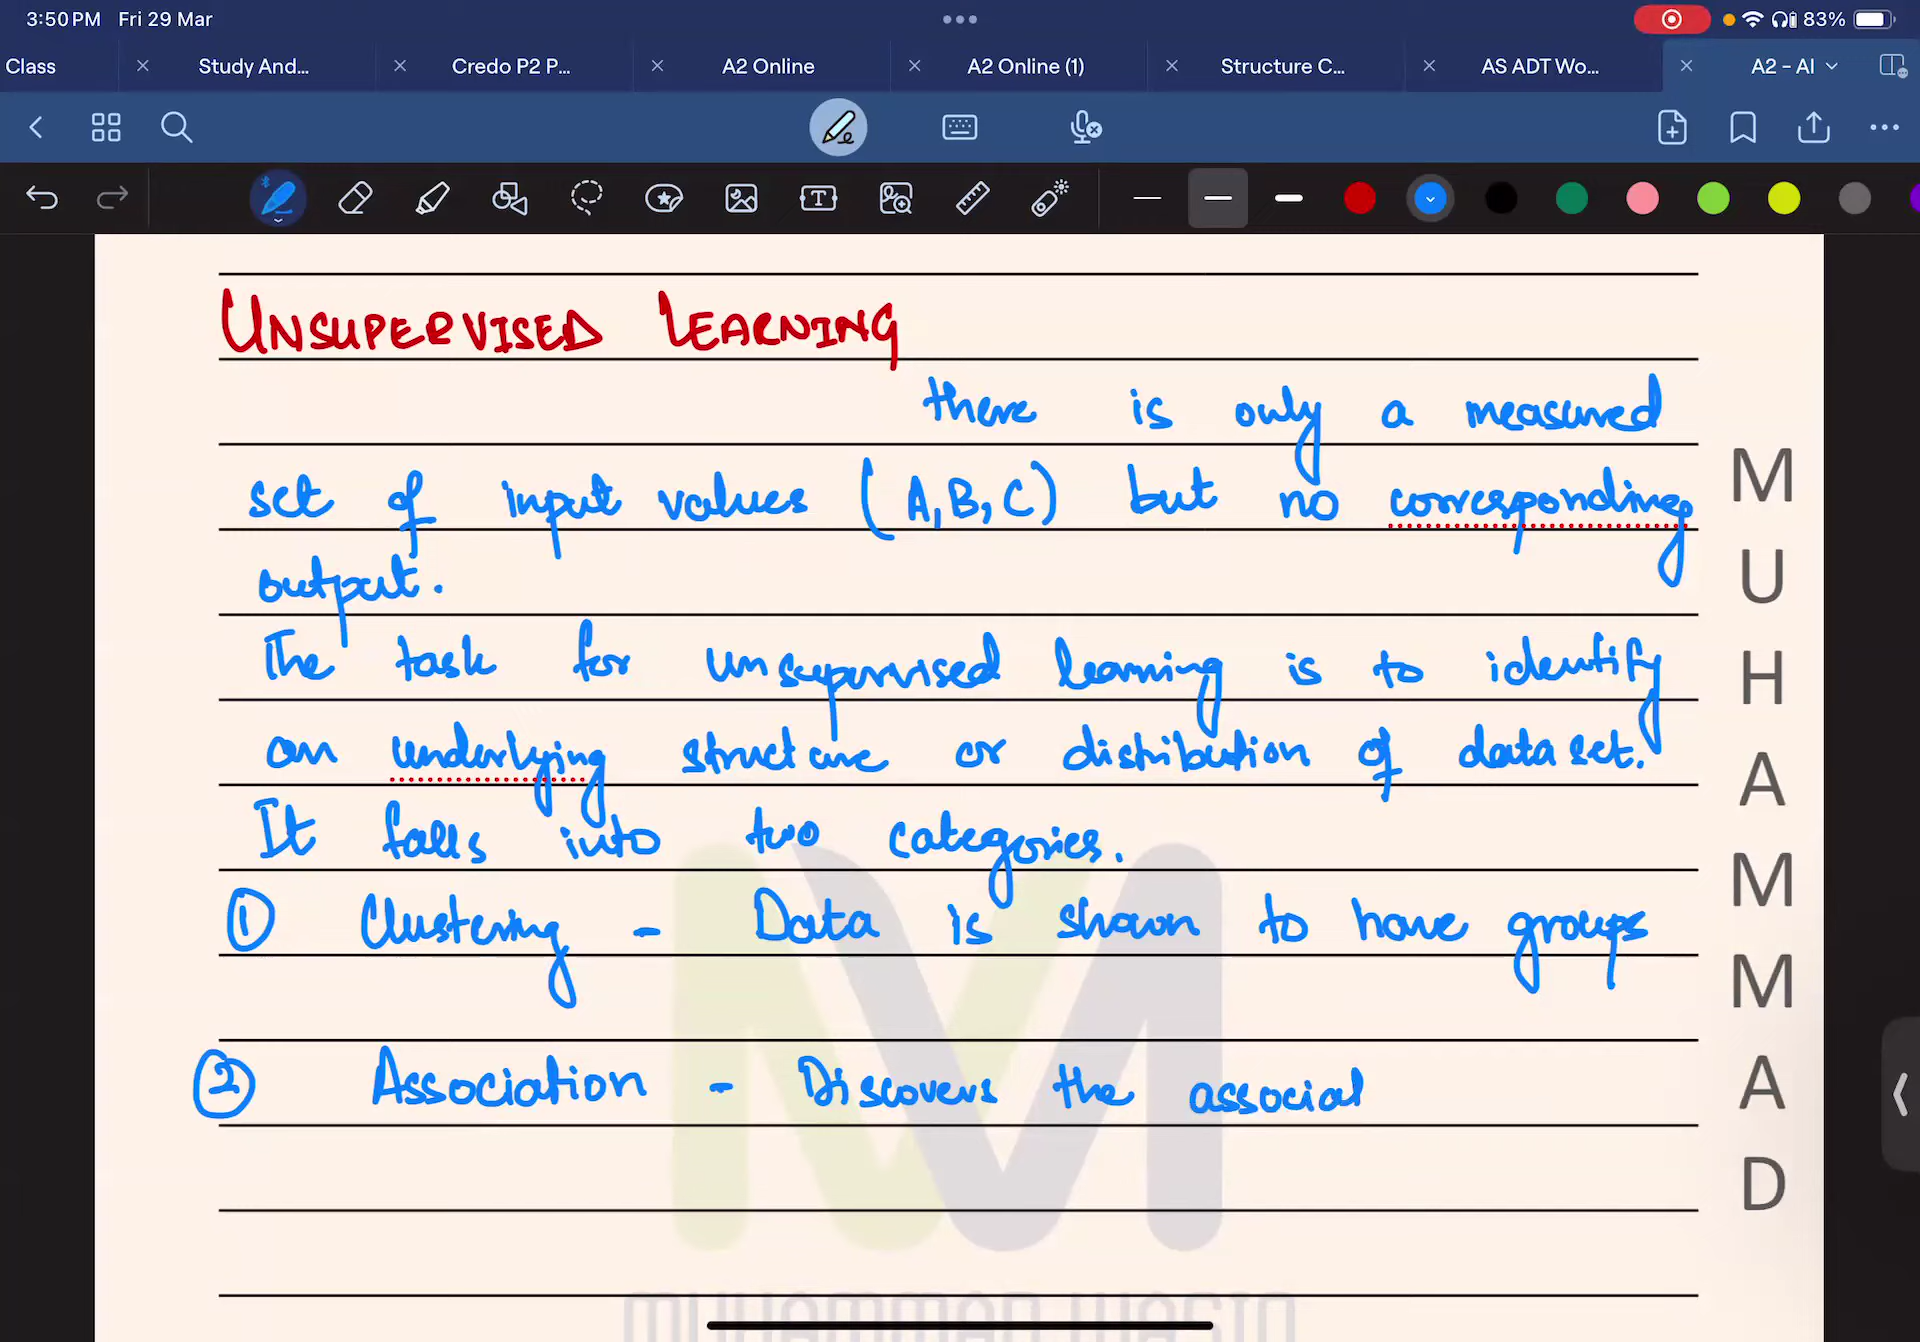 3:50 PM Fri 29 Mar 83%
Class Study And... Credo P2 P... A2 Online A2 Online (1) Structure C... AS ADT Wo... A2 - AI
UNSUPERVISED LEARNING
there is only a measured
set of input values (A,B,C) but no corresponding
output.
The task for unsupervised learning is to identify
an underlying structure or distribution of data set.
It falls into two categories.
① Clustering - Data is shown to have groups
② Association - Discovers the associat
MUHAMMAD
MUHAMMAD WASIQ